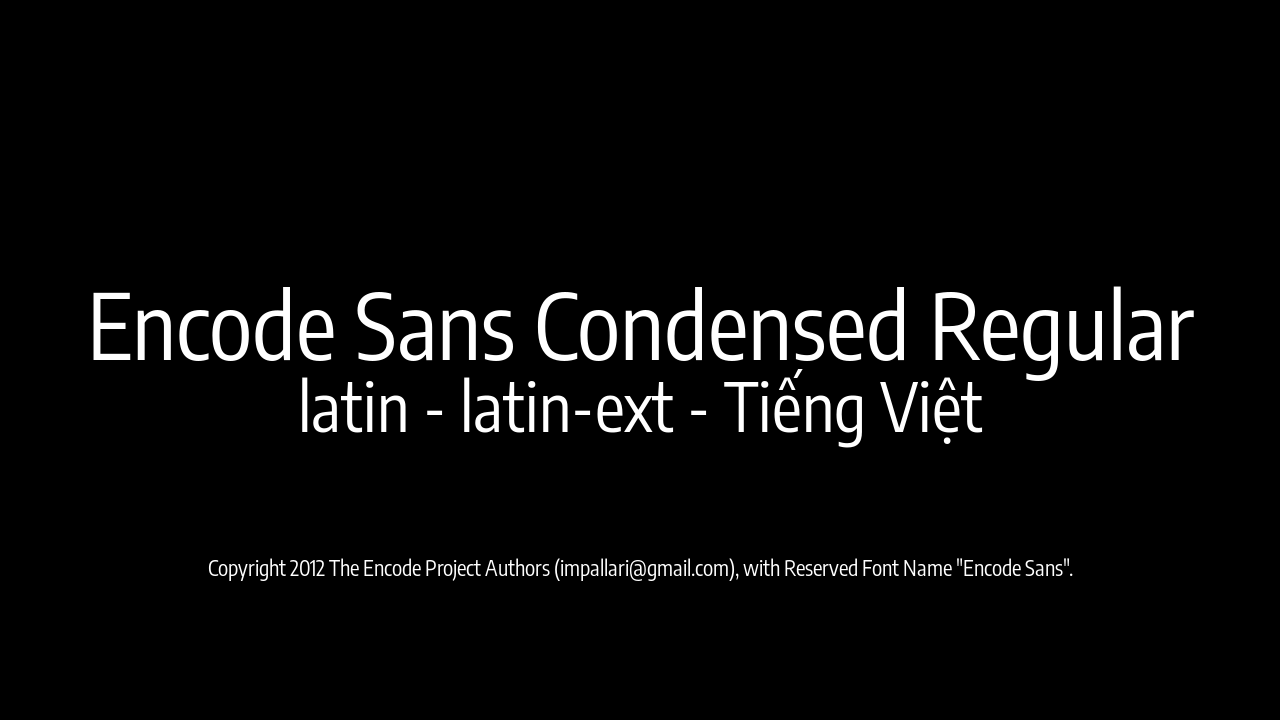 Encode Sans Condensed Regular
latin - latin-ext - Tiếng Việt
Copyright 2012 The Encode Project Authors (impallari@gmail.com), with Reserved Font Name "Encode Sans".